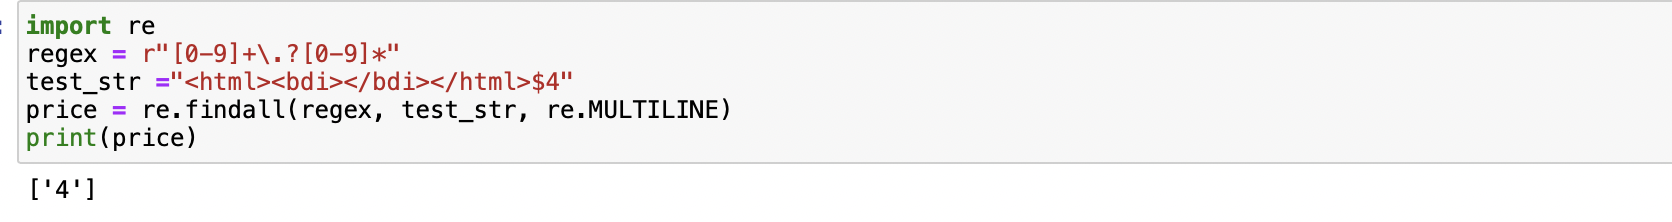 :
import re
regex = r"[0-9]+\.?[0-9]*"
test_str ="<html><bdi></bdi></html>$4"
price = re.findall(regex, test_str, re.MULTILINE)
print(price)
['4']